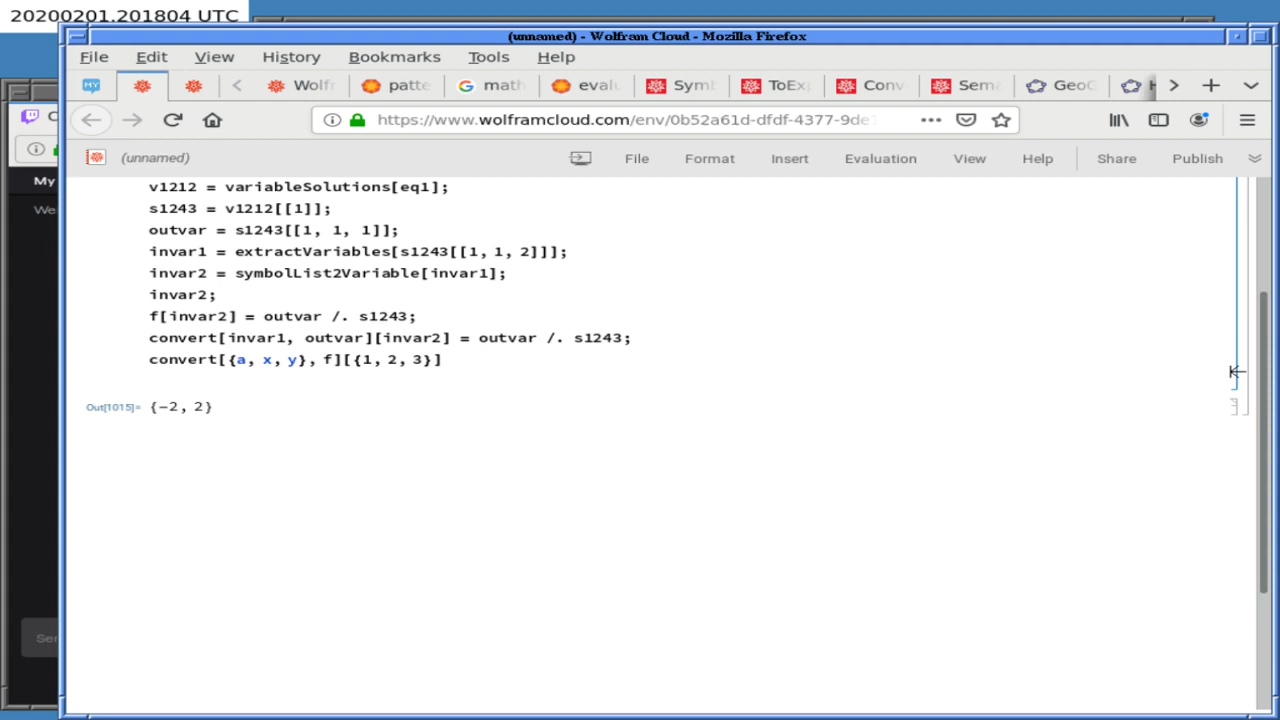 20200201.201804 UTC
(unnamed) - Wolfram Cloud - Mozilla Firefox
File Edit View History Bookmarks Tools Help
Wolfr patte math evalu Symb ToExp Conv Sem GeoG
https://www.wolframcloud.com/env/0b52a61d-dfdf-4377-9de
(unnamed) File Format Insert Evaluation View Help Share Publish
My
We
v1212 = variableSolutions[eq1];
s1243 = v1212[[1]];
outvar = s1243[[1, 1, 1]];
invar1 = extractVariables[s1243[[1, 1, 2]]];
invar2 = symbolList2Variable[invar1];
invar2;
f[invar2] = outvar /. s1243;
convert[invar1, outvar][invar2] = outvar /. s1243;
convert[{a, x, y}, f][{1, 2, 3}]
Out[1015]= {-2, 2}
Sen